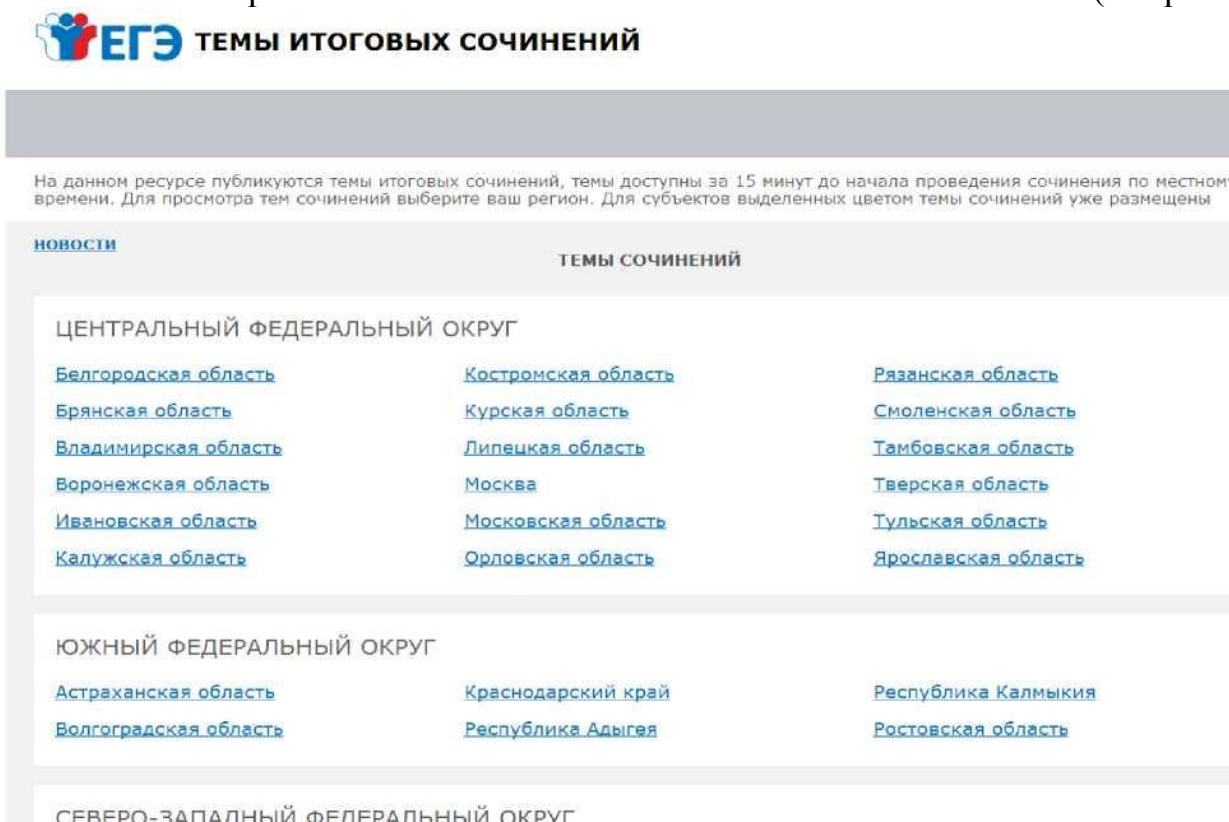 ЕГЭ ТЕМЫ ИТОГОВЫХ СОЧИНЕНИЙ
На данном ресурсе публикуются темы итоговых сочинений, темы доступны за 15 минут до начала проведения сочинения по местному
времени. Для просмотра тем сочинений выберите ваш регион. Для субъектов выделенных цветом темы сочинений уже размещены
НОВОСТИ
ТЕМЫ СОЧИНЕНИЙ
ЦЕНТРАЛЬНЫЙ ФЕДЕРАЛЬНЫЙ ОКРУГ
Белгородская область Костромская область Рязанская область
Брянская область Курская область Смоленская область
Владимирская область Липецкая область Тамбовская область
Воронежская область Москва Тверская область
Ивановская область Московская область Тульская область
Калужская область Орловская область Ярославская область
ЮЖНЫЙ ФЕДЕРАЛЬНЫЙ ОКРУГ
Астраханская область Краснодарский край Республика Калмыкия
Волгоградская область Республика Адыгея Ростовская область
СЕВЕРО-ЗАПАДНЫЙ ФЕДЕРАЛЬНЫЙ ОКРУГ